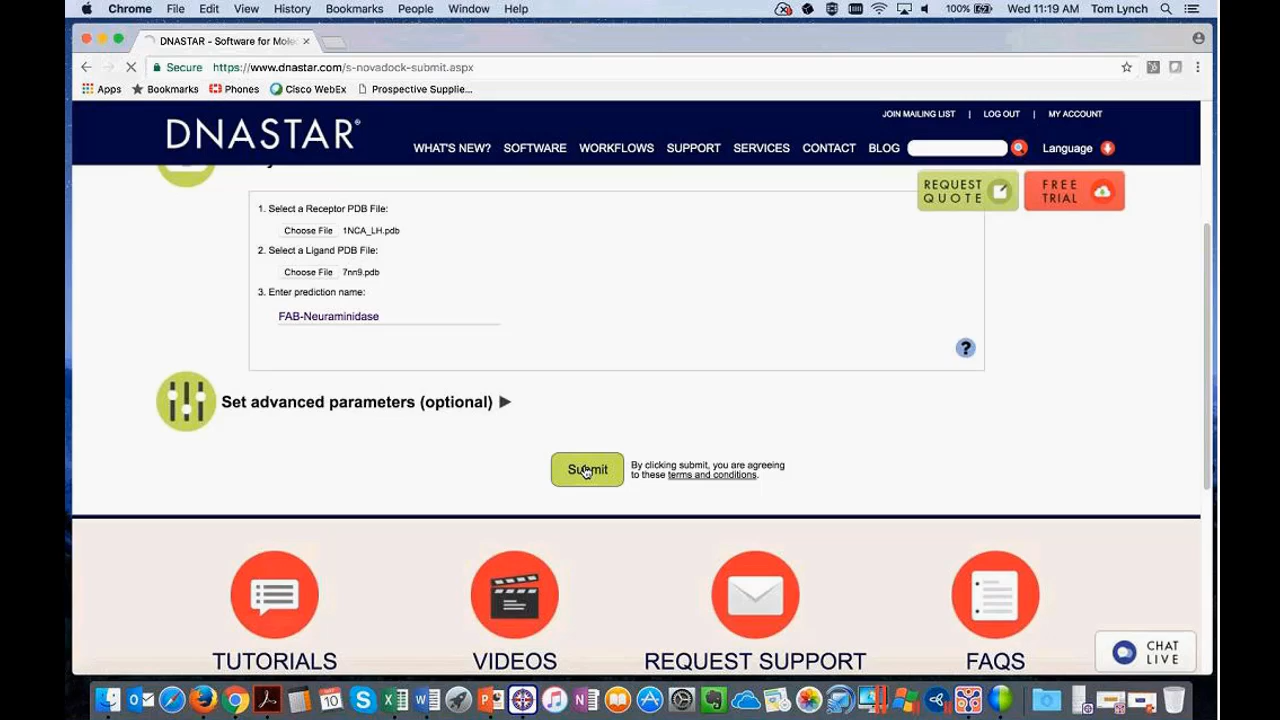 Chrome File Edit View History Bookmarks People Window Help 100% Wed 11:19 AM Tom Lynch
DNASTAR - Software for Mole
Secure https://www.dnastar.com/s-novadock-submit.aspx
Apps Bookmarks Phones Cisco WebEx Prospective Supplie...
JOIN MAILING LIST | LOG OUT | MY ACCOUNT
DNASTAR®
WHAT'S NEW? SOFTWARE WORKFLOWS SUPPORT SERVICES CONTACT BLOG Language
REQUEST QUOTE
FREE TRIAL
1. Select a Receptor PDB File:
Choose File 1NCA_LH.pdb
2. Select a Ligand PDB File:
Choose File 7nn9.pdb
3. Enter prediction name:
FAB-Neuraminidase
?
Set advanced parameters (optional)
Submit
By clicking submit, you are agreeing
to these terms and conditions.
TUTORIALS VIDEOS REQUEST SUPPORT FAQS
CHAT
LIVE